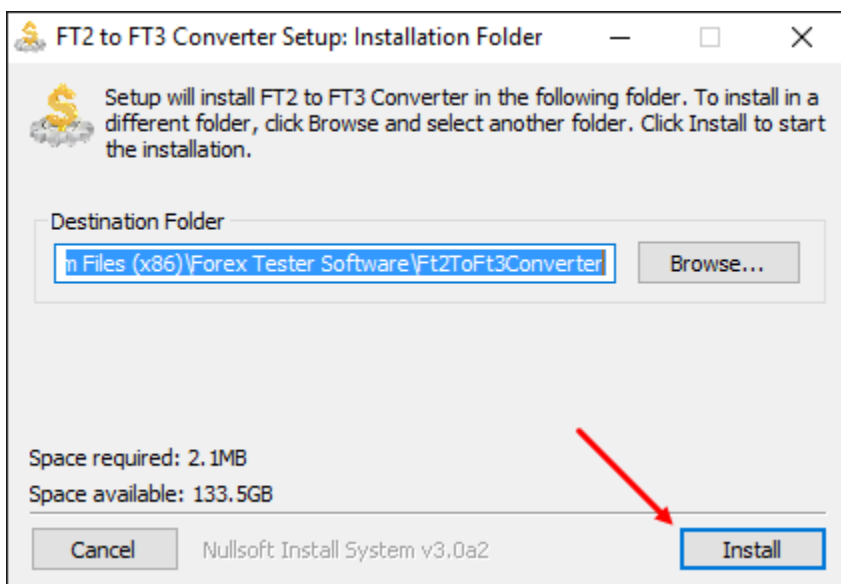 FT2 to FT3 Converter Setup: Installation Folder
Setup will install FT2 to FT3 Converter in the following folder. To install in a
different folder, click Browse and select another folder. Click Install to start
the installation.
Destination Folder
m Files (x86)\Forex Tester Software\Ft2ToFt3Converter
Browse...
Space required: 2.1MB
Space available: 133.5GB
Cancel
Nullsoft Install System v3.0a2
Install